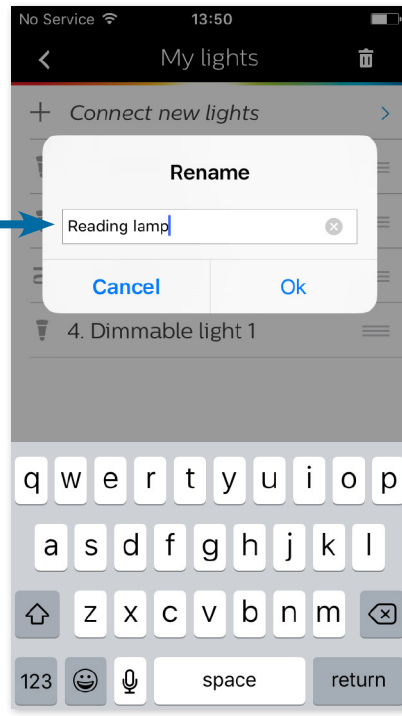 No Service 13:50
My lights
+ Connect new lights
Rename
Reading lamp
Cancel Ok
4. Dimmable light 1
q w e r t y u i o p
a s d f g h j k l
z x c v b n m
123 space return